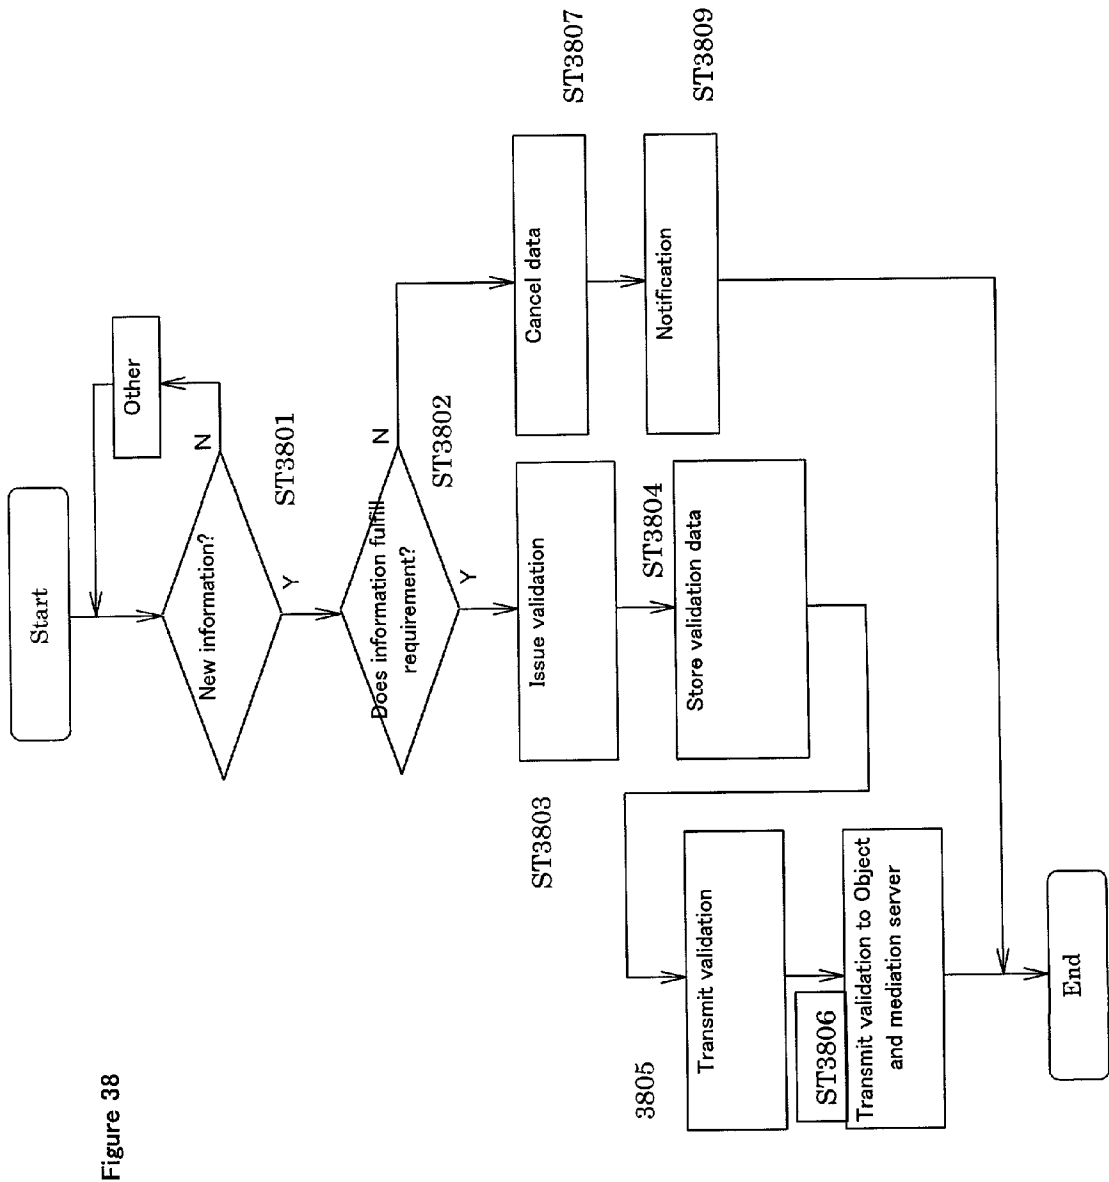 Figure 38
Start
Other
New information?
N
ST3801
Y
Does information fulfill
requirement?
N
ST3802
Y
ST3803
Issue validation
Cancel data
ST3807
ST3804
Store validation data
Notification
ST3809
3805
Transmit validation
ST3806
Transmit validation to Object
and mediation server
End